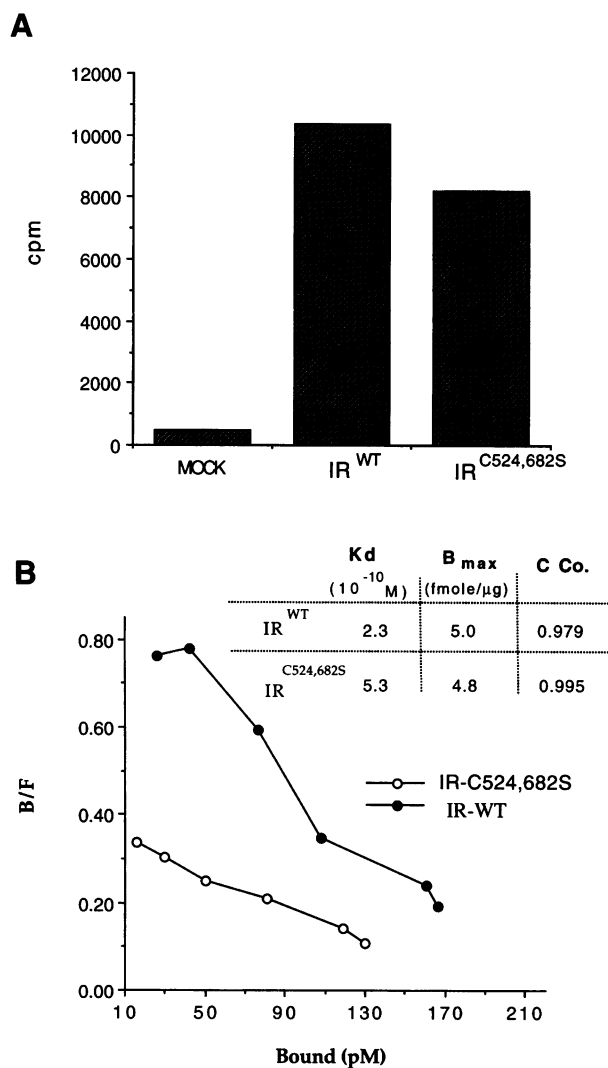 A
12000
10000
8000
6000
4000
2000
0
cpm
MOCK
IR WT
IR C524,682S
B
Kd
(10 -10 M)
B max
(fmole/µg)
C Co.
IR WT 2.3 5.0 0.979
IR C524,682S 5.3 4.8 0.995
0.80
0.60
0.40
0.20
0.00
B/F
IR-C524,682S
IR-WT
10 50 90 130 170 210
Bound (pM)